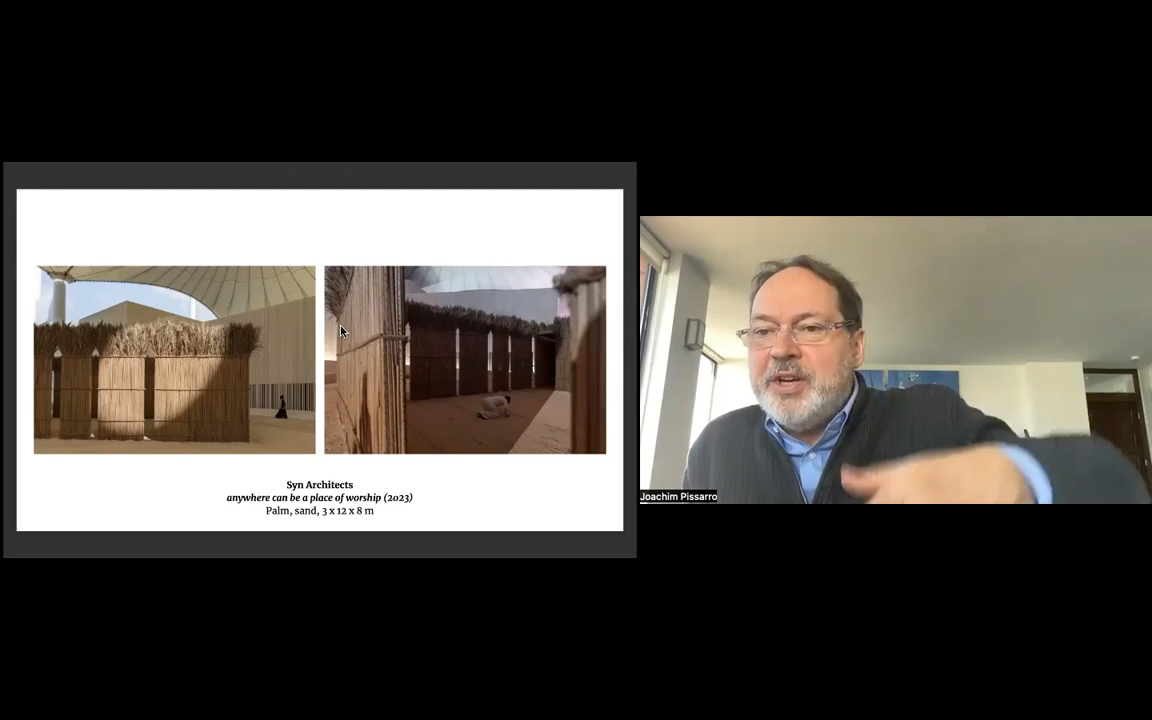 Syn Architects
anywhere can be a place of worship (2023)
Palm, sand, 3 x 12 x 8 m
Joachim Pissarro